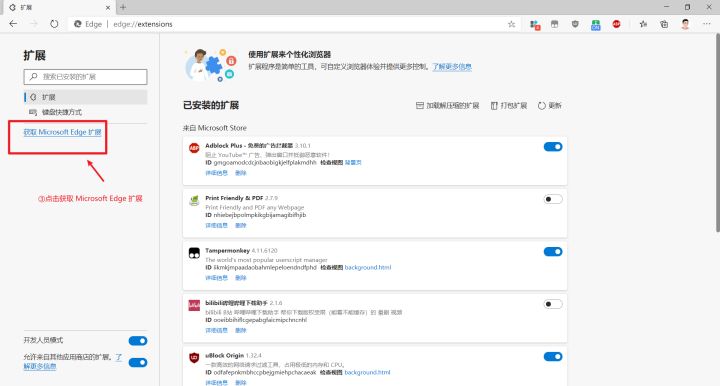 扩展
Edge
edge://extensions
扩展
搜索已安装的扩展
扩展
键盘快捷方式
获取 Microsoft Edge 扩展
③点击获取 Microsoft Edge 扩展
开发人员模式
允许来自其他应用商店的扩展。了
解更多信息
使用扩展来个性化浏览器
扩展程序是简单的工具，可自定义浏览器体验并提供更多控制。了解更多信息
已安装的扩展
加载解压缩的扩展
打包扩展
更新
来自 Microsoft Store
Adblock Plus - 免费的广告拦截器 3.10.1
阻止 YouTube™ 广告、弹出窗口并抵御恶意软件！
ID gmgoamodcdcjnbaobigkjelfplakmdhh 检查视图 背景页
详细信息 删除
Print Friendly & PDF 2.7.9
Print Friendly and PDF any Webpage
ID nhiebejbpolmpkikgbijamagibifhjib
详细信息 删除
Tampermonkey 4.11.6120
The world's most popular userscript manager
ID iikmkjmpaadaobahmlepeloendndfphd 检查视图 background.html
详细信息 删除
bilibili哔哩哔哩下载助手 2.1.6
bilibili B站 哔哩哔哩下载助手 帮你下载版权受限（能看不能缓存）的 番剧 视频
ID ooeibbihificgepabgfaicmipchncnhl
详细信息 删除
uBlock Origin 1.32.4
一款高效的网络请求过滤工具，占用极低的内存和 CPU。
ID odfafepnkmbhccpbejgmiehpchacaeak 检查视图 background.html
详细信息 删除